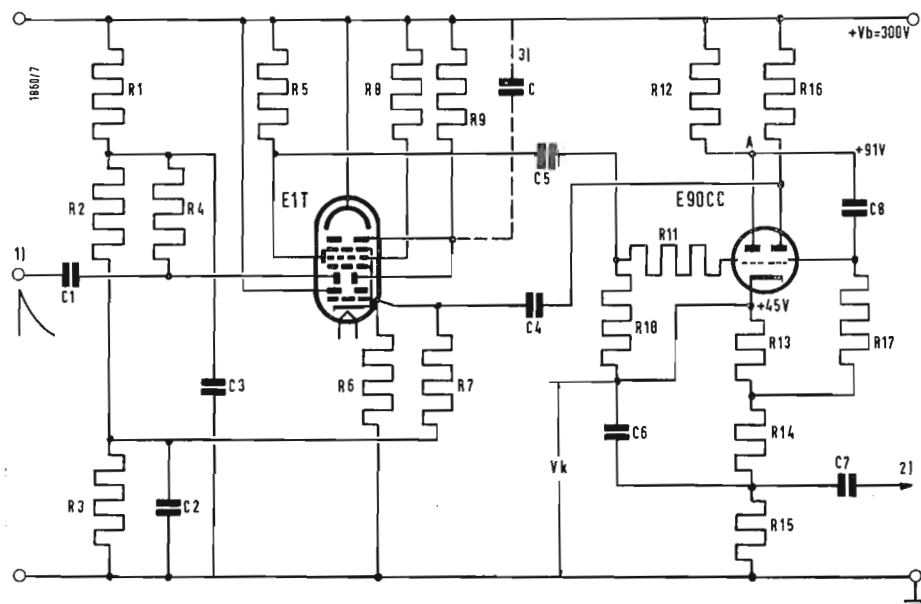 +Vb=300V
1860/7
R1
R5
R8
R9
3)
C
R12
R16
A
+91V
C5
E1T
E90CC
C8
R2
R4
R11
1)
C1
C4
+45V
R10
R13
R17
C3
R6
R7
C6
R14
Vk
C7
2)
R3
C2
R15